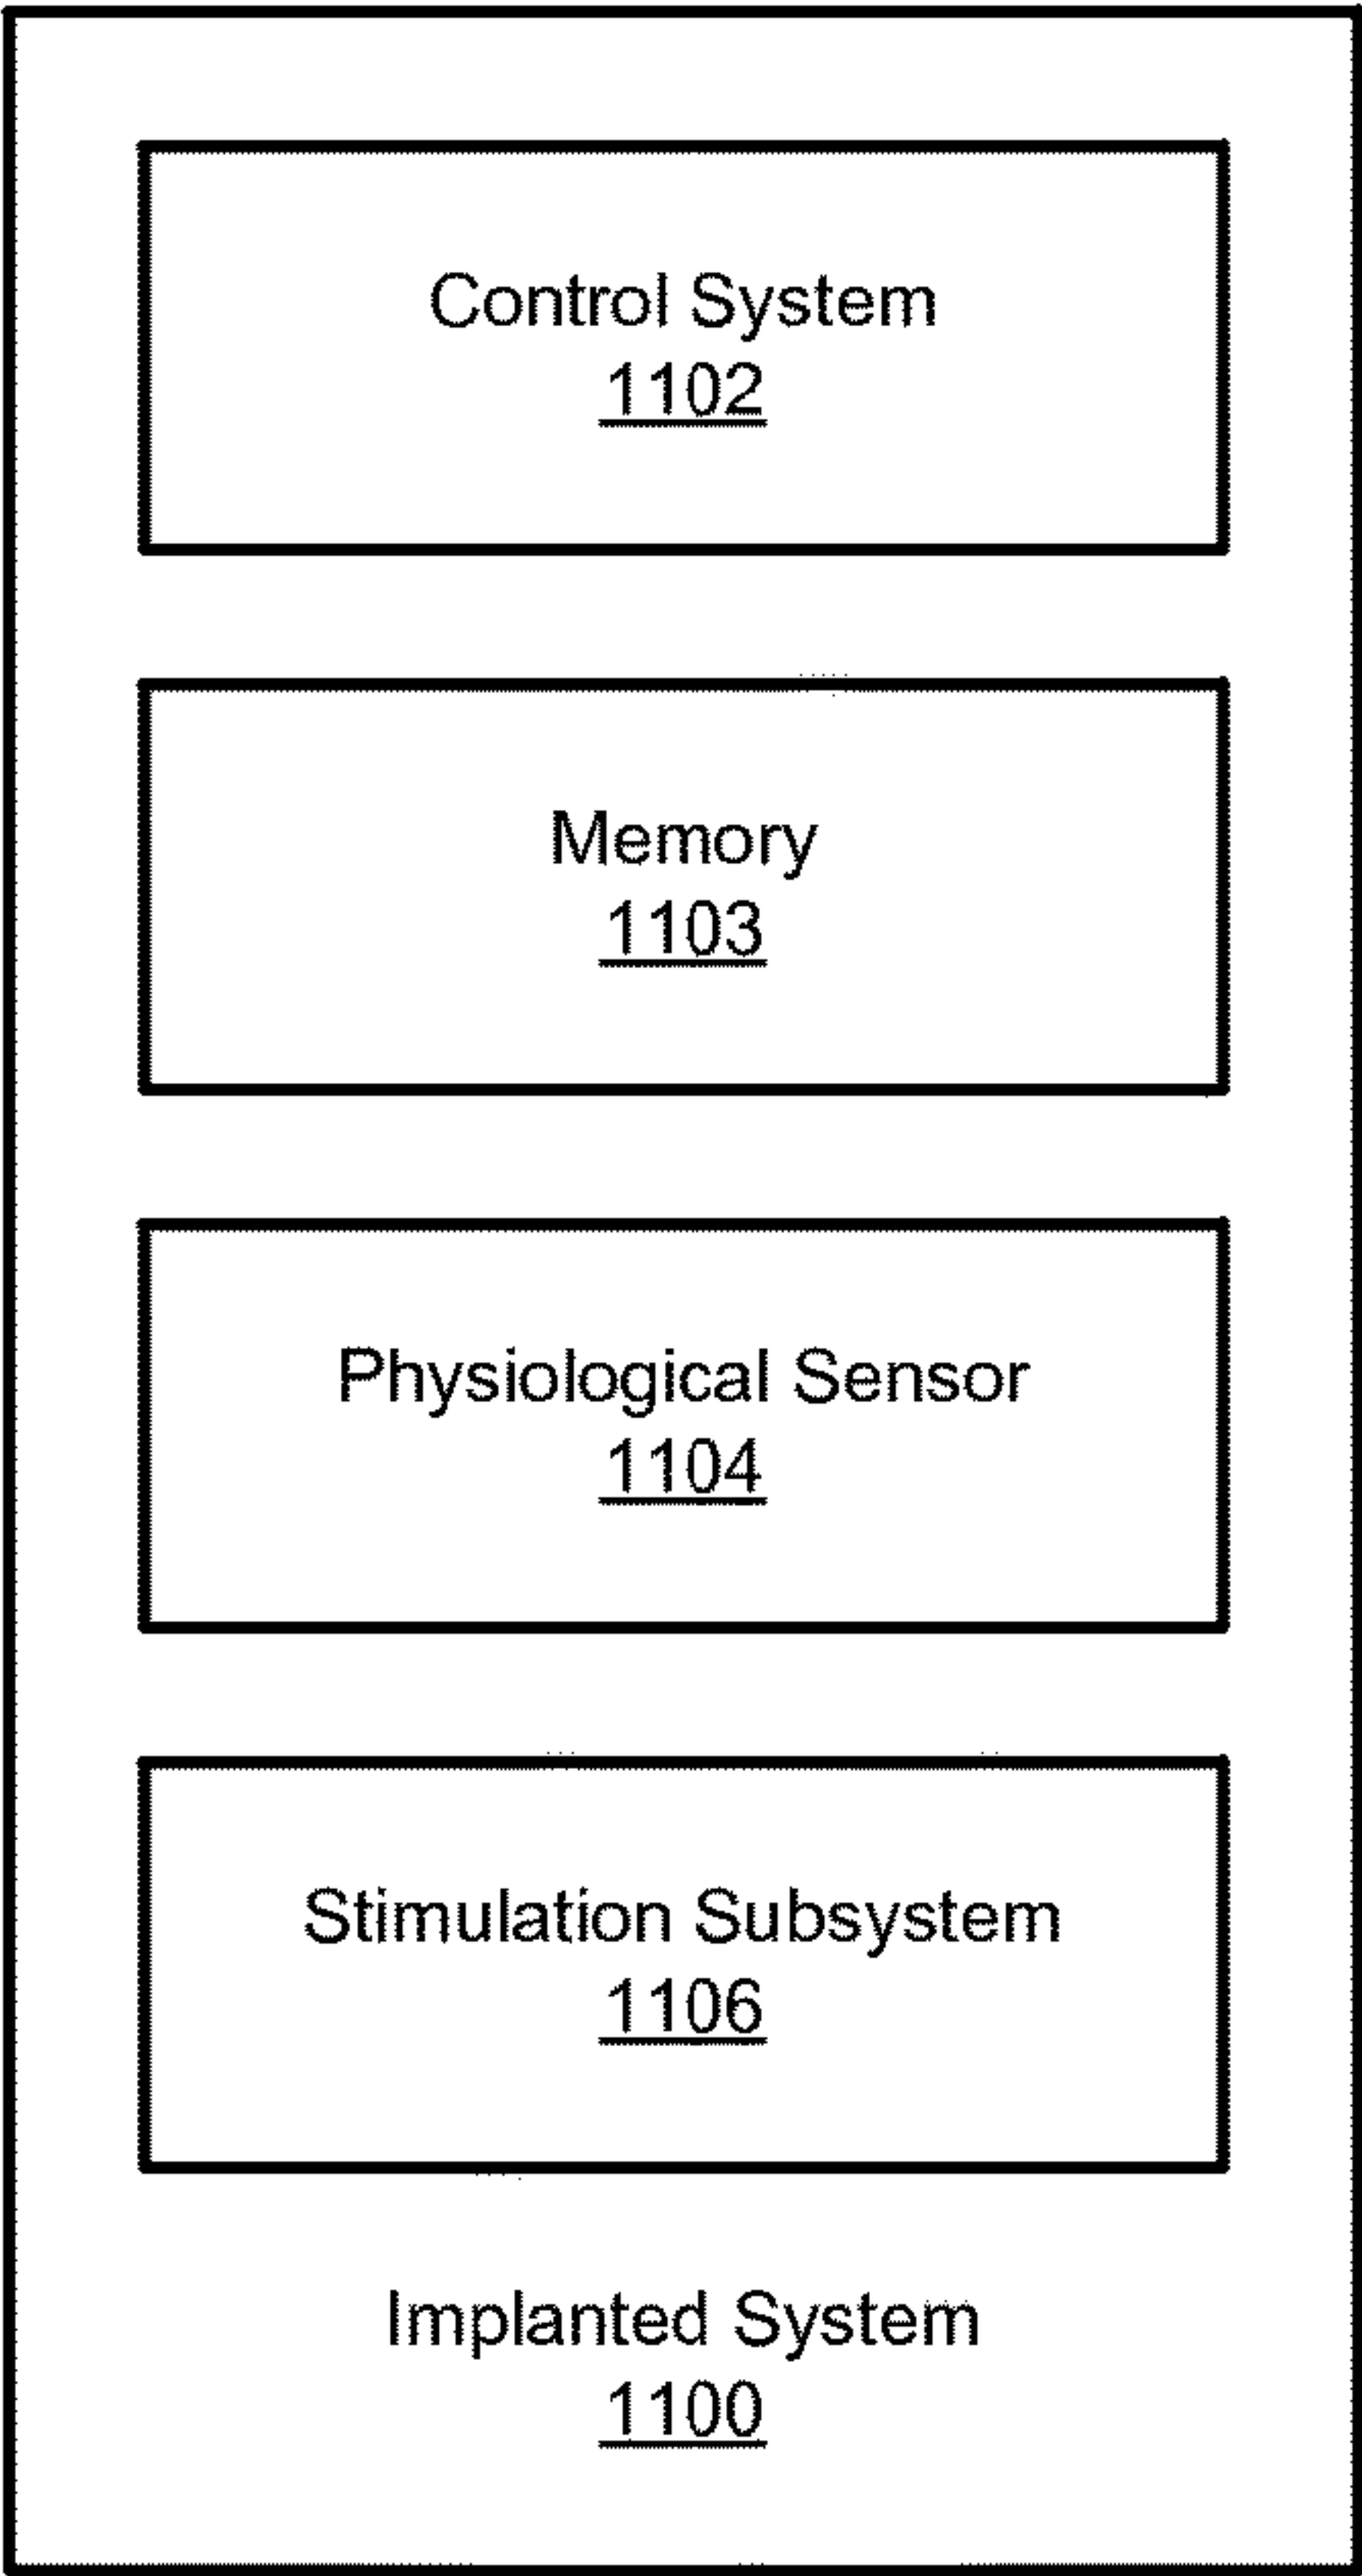 Control System
1102
Memory
1103
Physiological Sensor
1104
Stimulation Subsystem
1106
Implanted System
1100